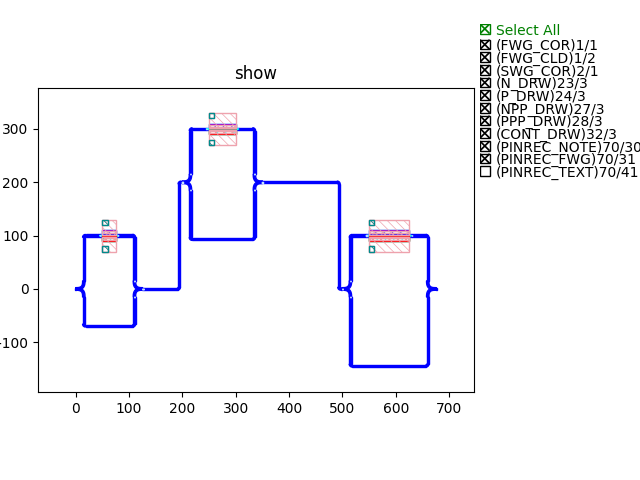 show
Select All
(FWG_COR)1/1
(FWG_CLD)1/2
(SWG_COR)2/1
(N_DRW)23/3
(P_DRW)24/3
(NPP_DRW)27/3
(PPP_DRW)28/3
(CONT_DRW)32/3
(PINREC_NOTE)70/30
(PINREC_FWG)70/31
(PINREC_TEXT)70/41
300
200
100
0
-100
0 100 200 300 400 500 600 700